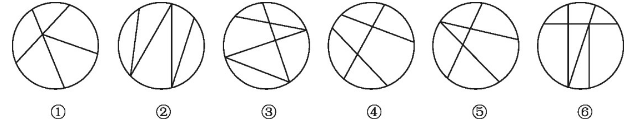 ① ② ③ ④ ⑤ ⑥